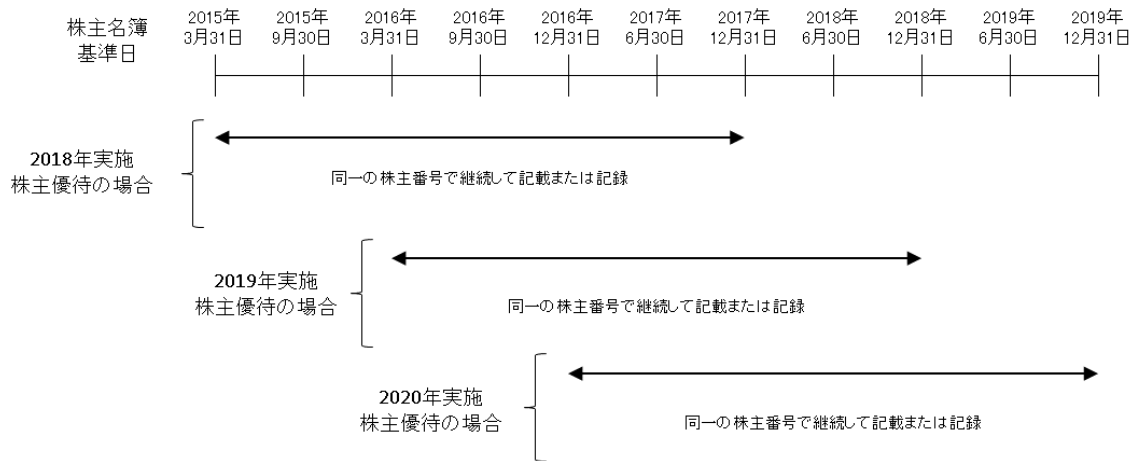 株主名簿
基準日
2015年
3月31日
2015年
9月30日
2016年
3月31日
2016年
9月30日
2016年
12月31日
2017年
6月30日
2017年
12月31日
2018年
6月30日
2018年
12月31日
2019年
6月30日
2019年
12月31日
2018年実施
株主優待の場合
同一の株主番号で継続して記載または記録
2019年実施
株主優待の場合
同一の株主番号で継続して記載または記録
2020年実施
株主優待の場合
同一の株主番号で継続して記載または記録